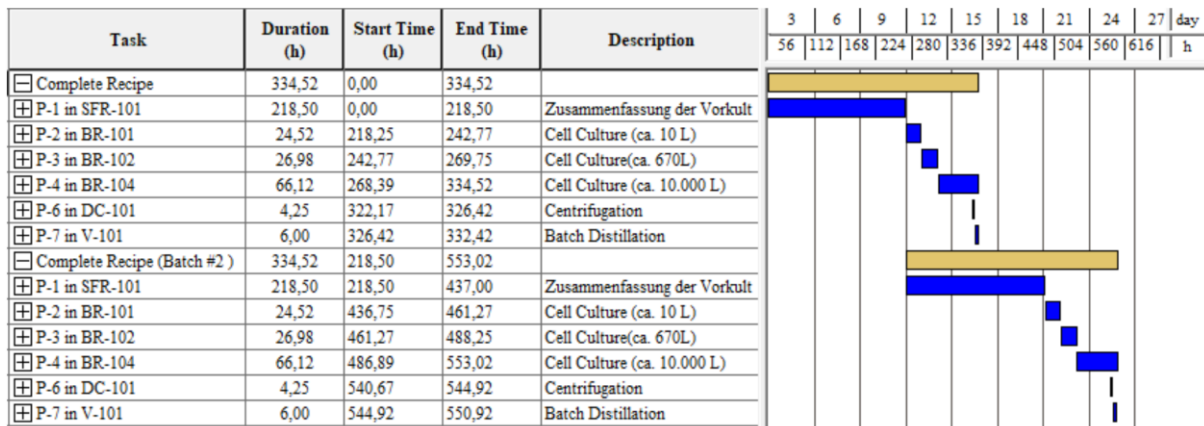 Task Duration (h) Start Time (h) End Time (h) Description
3 6 9 12 15 18 21 24 27 day
56 112 168 224 280 336 392 448 504 560 616 h
Complete Recipe 334,52 0,00 334,52
P-1 in SFR-101 218,50 0,00 218,50 Zusammenfassung der Vorkult
P-2 in BR-101 24,52 218,25 242,77 Cell Culture (ca. 10 L)
P-3 in BR-102 26,98 242,77 269,75 Cell Culture(ca. 670L)
P-4 in BR-104 66,12 268,39 334,52 Cell Culture (ca. 10.000 L)
P-6 in DC-101 4,25 322,17 326,42 Centrifugation
P-7 in V-101 6,00 326,42 332,42 Batch Distillation
Complete Recipe (Batch #2 ) 334,52 218,50 553,02
P-1 in SFR-101 218,50 218,50 437,00 Zusammenfassung der Vorkult
P-2 in BR-101 24,52 436,75 461,27 Cell Culture (ca. 10 L)
P-3 in BR-102 26,98 461,27 488,25 Cell Culture(ca. 670L)
P-4 in BR-104 66,12 486,89 553,02 Cell Culture (ca. 10.000 L)
P-6 in DC-101 4,25 540,67 544,92 Centrifugation
P-7 in V-101 6,00 544,92 550,92 Batch Distillation